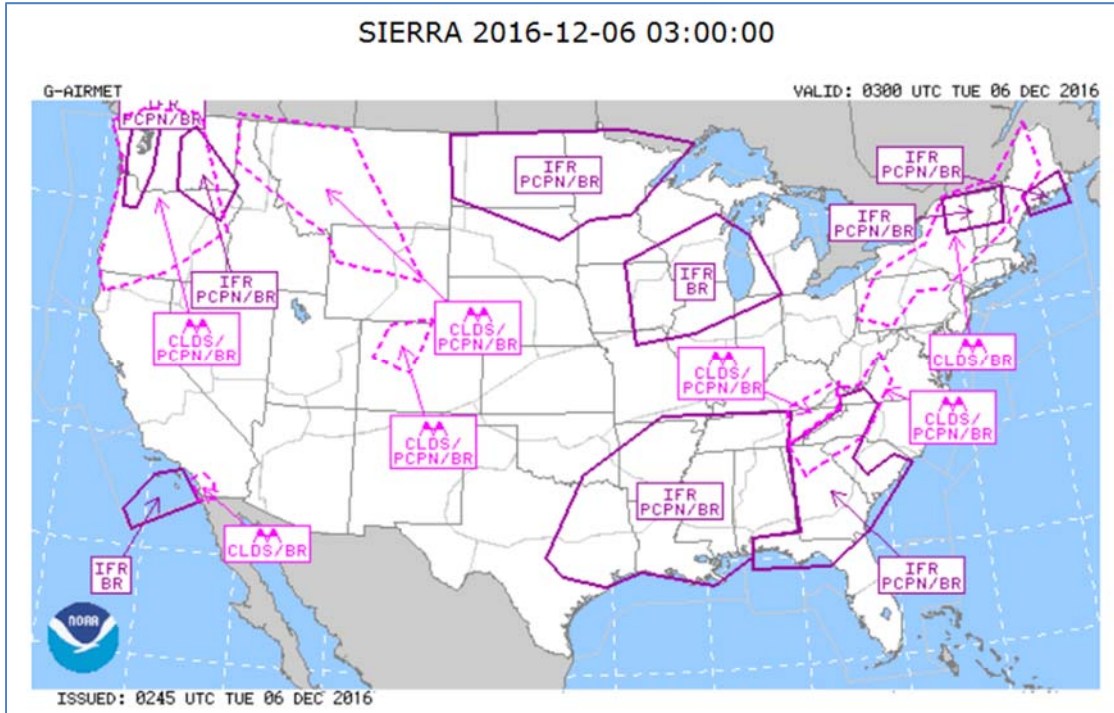 SIERRA 2016-12-06 03:00:00
G-AIRMET
VALID: 0300 UTC TUE 06 DEC 2016
IFR
PCPN/BR
IFR
PCPN/BR
IFR
PCPN/BR
IFR
PCPN/BR
IFR
BR
IFR
PCPN/BR
CLDS/
PCPN/BR
CLDS/
PCPN/BR
CLDS/
PCPN/BR
CLDS/BR
CLDS/
PCPN/BR
CLDS/
PCPN/BR
IFR
PCPN/BR
CLDS/BR
IFR
BR
IFR
PCPN/BR
NOAA
ISSUED: 0245 UTC TUE 06 DEC 2016